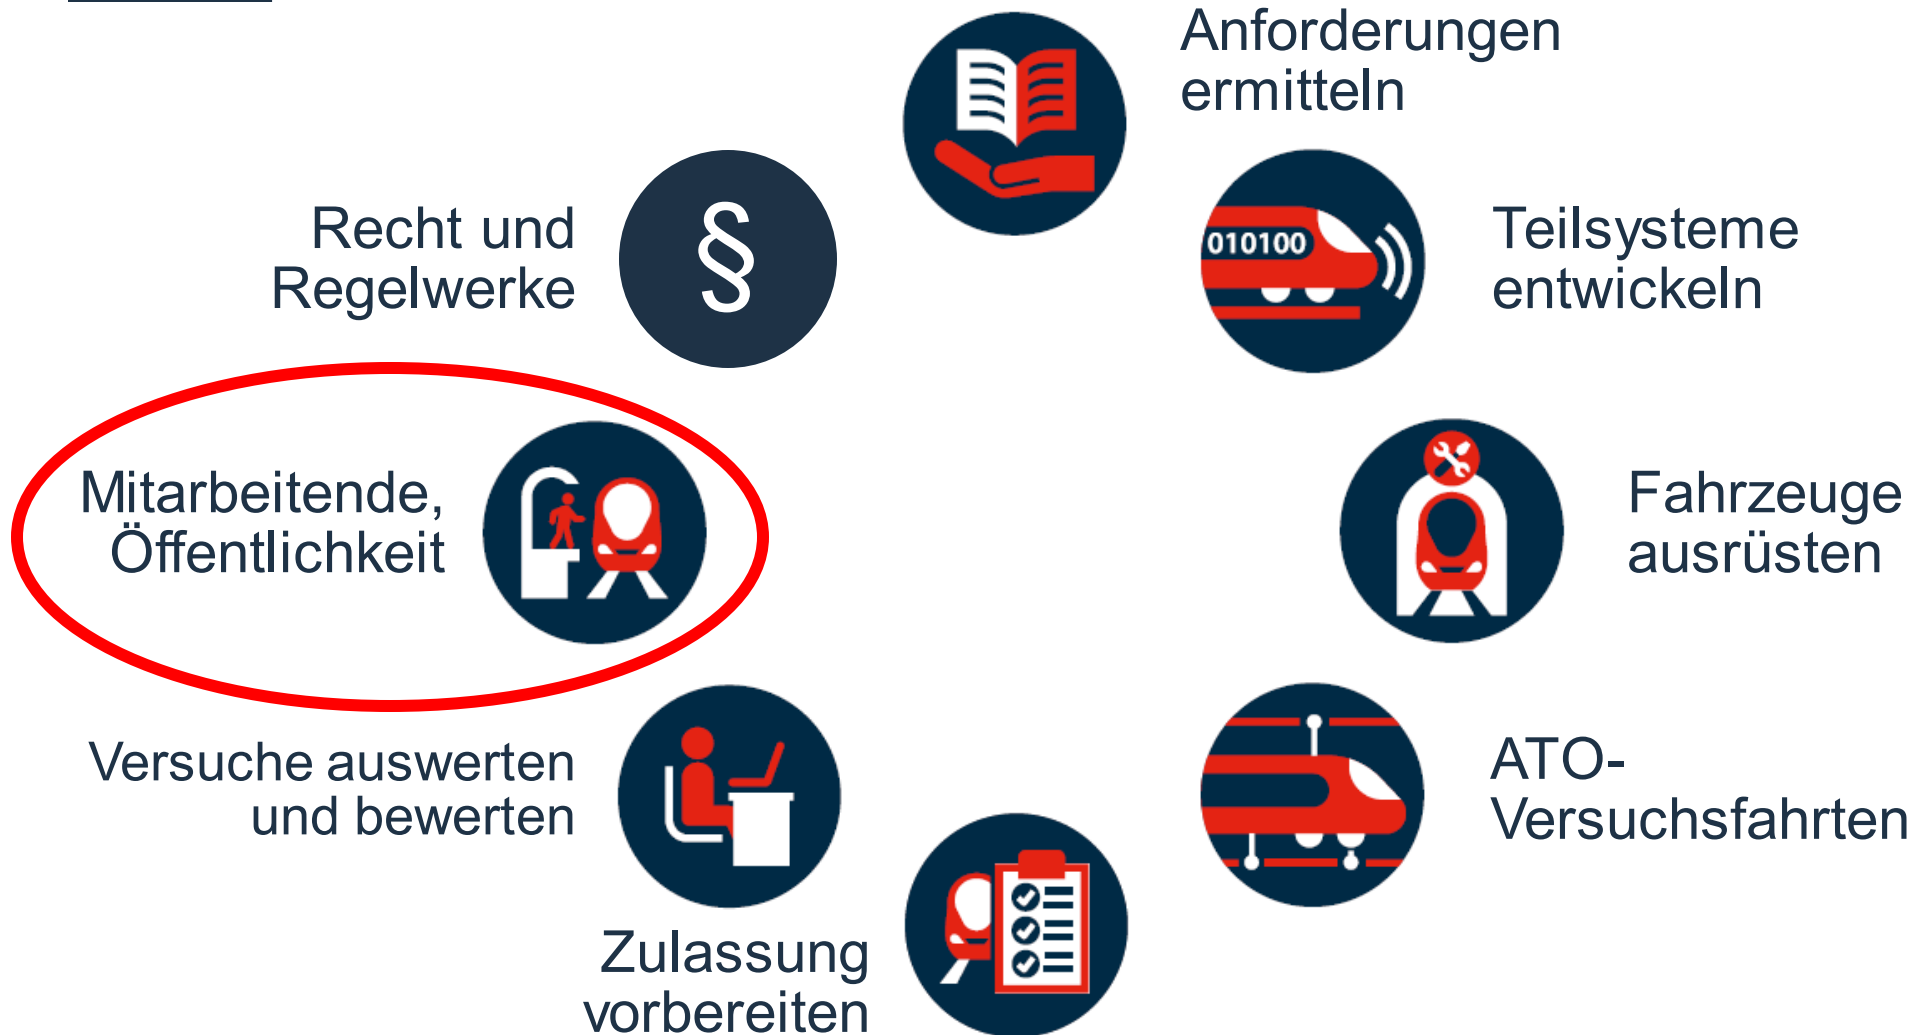 Anforderungen
ermitteln
Recht und
Regelwerke
§
010100
Teilsysteme
entwickeln
Mitarbeitende,
Öffentlichkeit
Fahrzeuge
ausrüsten
Versuche auswerten
und bewerten
ATO-
Versuchsfahrten
Zulassung
vorbereiten